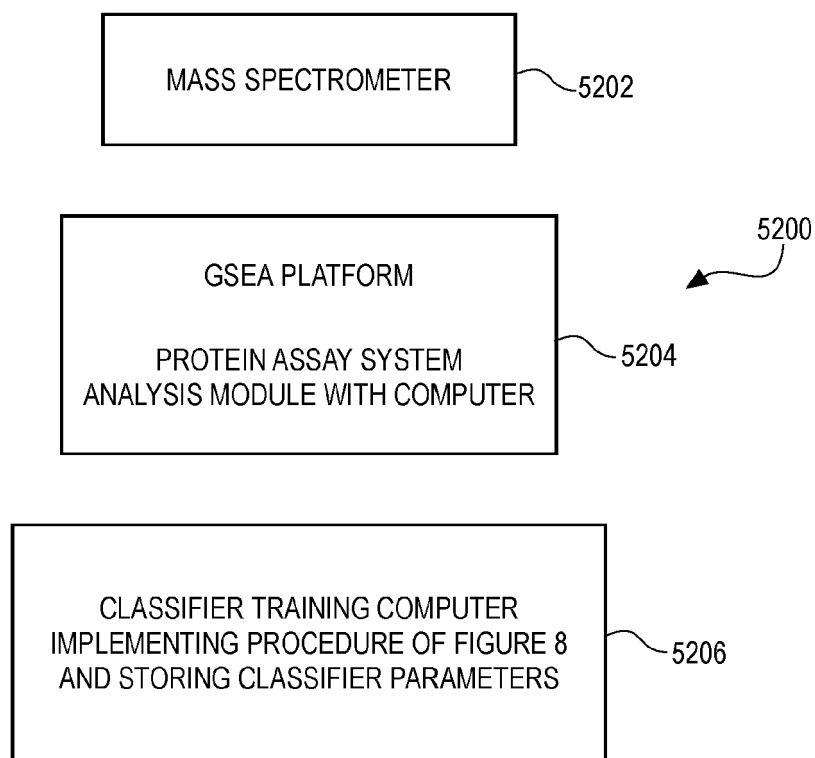 MASS SPECTROMETER
5202
5200
GSEA PLATFORM
PROTEIN ASSAY SYSTEM
ANALYSIS MODULE WITH COMPUTER
5204
CLASSIFIER TRAINING COMPUTER
IMPLEMENTING PROCEDURE OF FIGURE 8
AND STORING CLASSIFIER PARAMETERS
5206